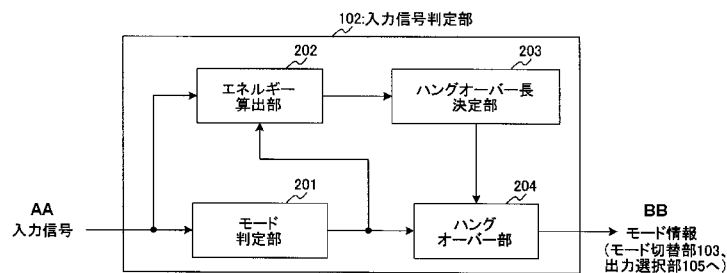 102:入力信号判定部
202
エネルギー
算出部
203
ハングオーバー長
決定部
201
モード
判定部
204
ハング
オーバー部
AA
入力信号
BB
モード情報
(モード切替部103、
出力選択部105へ)